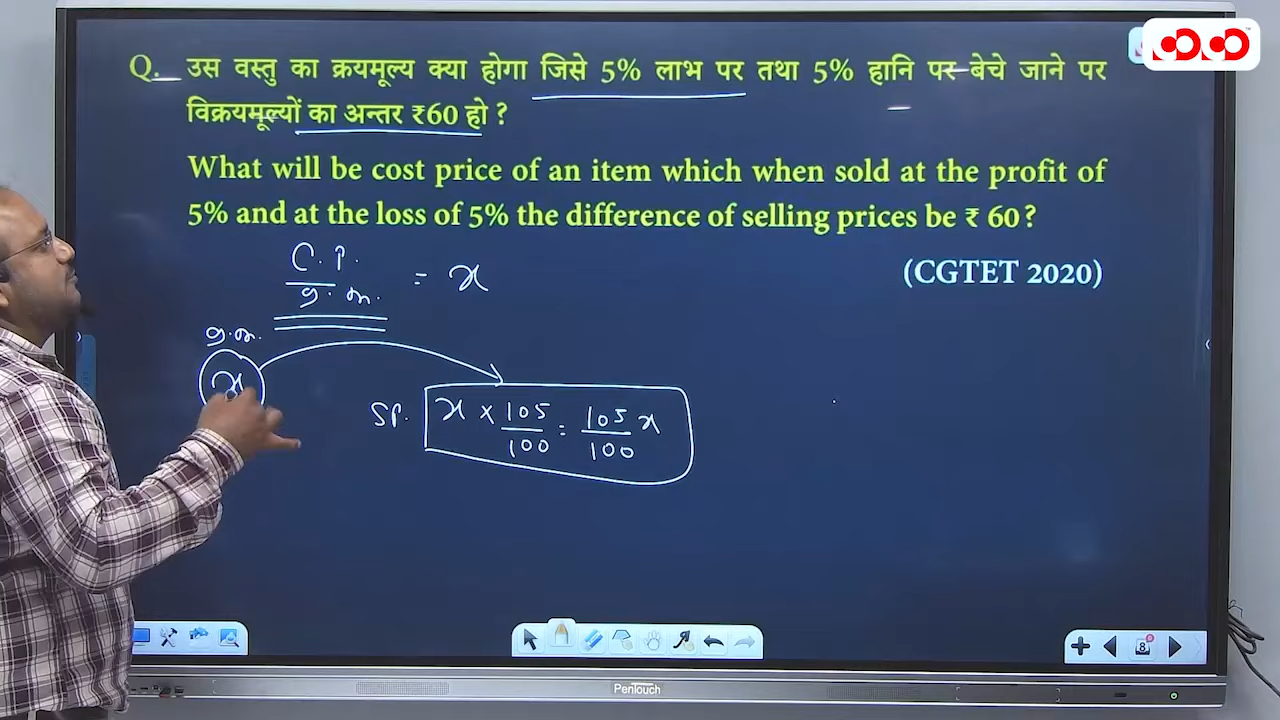 Q. उस वस्तु का क्रयमूल्य क्या होगा जिसे 5% लाभ पर तथा 5% हानि पर बेचे जाने पर
विक्रयमूल्यों का अन्तर ₹60 हो ?
What will be cost price of an item which when sold at the profit of
5% and at the loss of 5% the difference of selling prices be ₹ 60?
(CGTET 2020)
C.P. / क्र.मू. = x
क्र.मू.
x
SP. x × 105/100 = 105/100 x
8
PenTouch